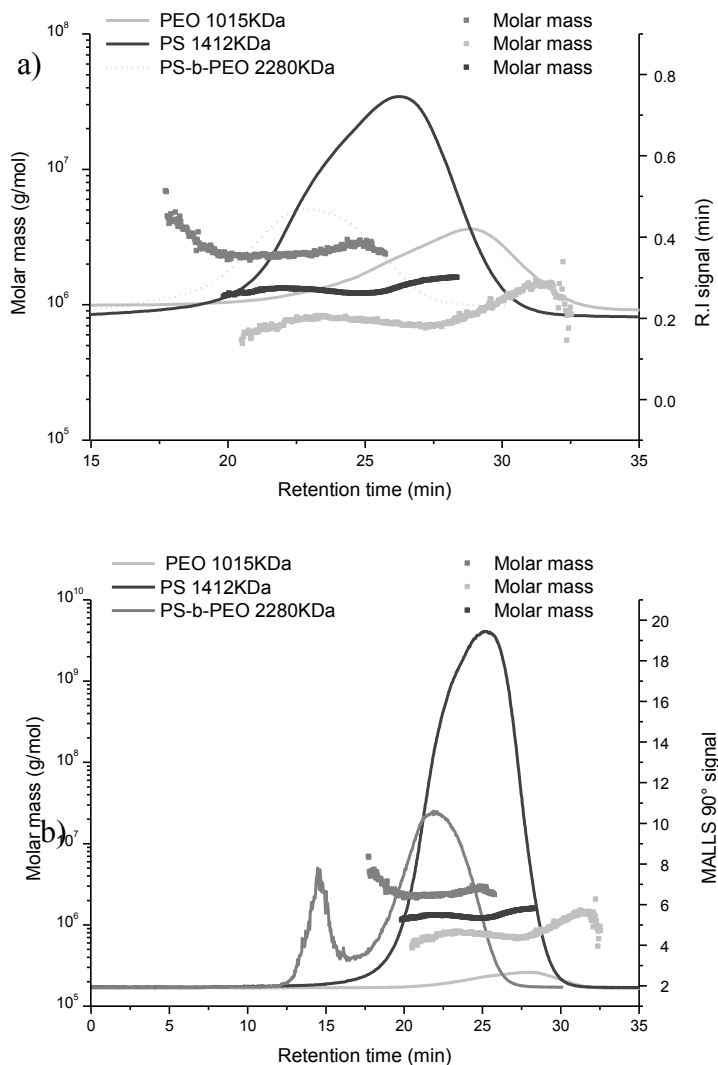 a)
PEO 1015KDa
PS 1412KDa
PS-b-PEO 2280KDa
Molar mass
Molar mass
Molar mass
10^8
10^7
10^6
10^5
Molar mass (g/mol)
0.8
0.6
0.4
0.2
0.0
R.I signal (min)
15 20 25 30 35
Retention time (min)
b)
PEO 1015KDa
PS 1412KDa
PS-b-PEO 2280KDa
Molar mass
Molar mass
Molar mass
10^10
10^9
10^8
10^7
10^6
10^5
Molar mass (g/mol)
20
18
16
14
12
10
8
6
4
2
MALLS 90° signal
0 5 10 15 20 25 30 35
Retention time (min)